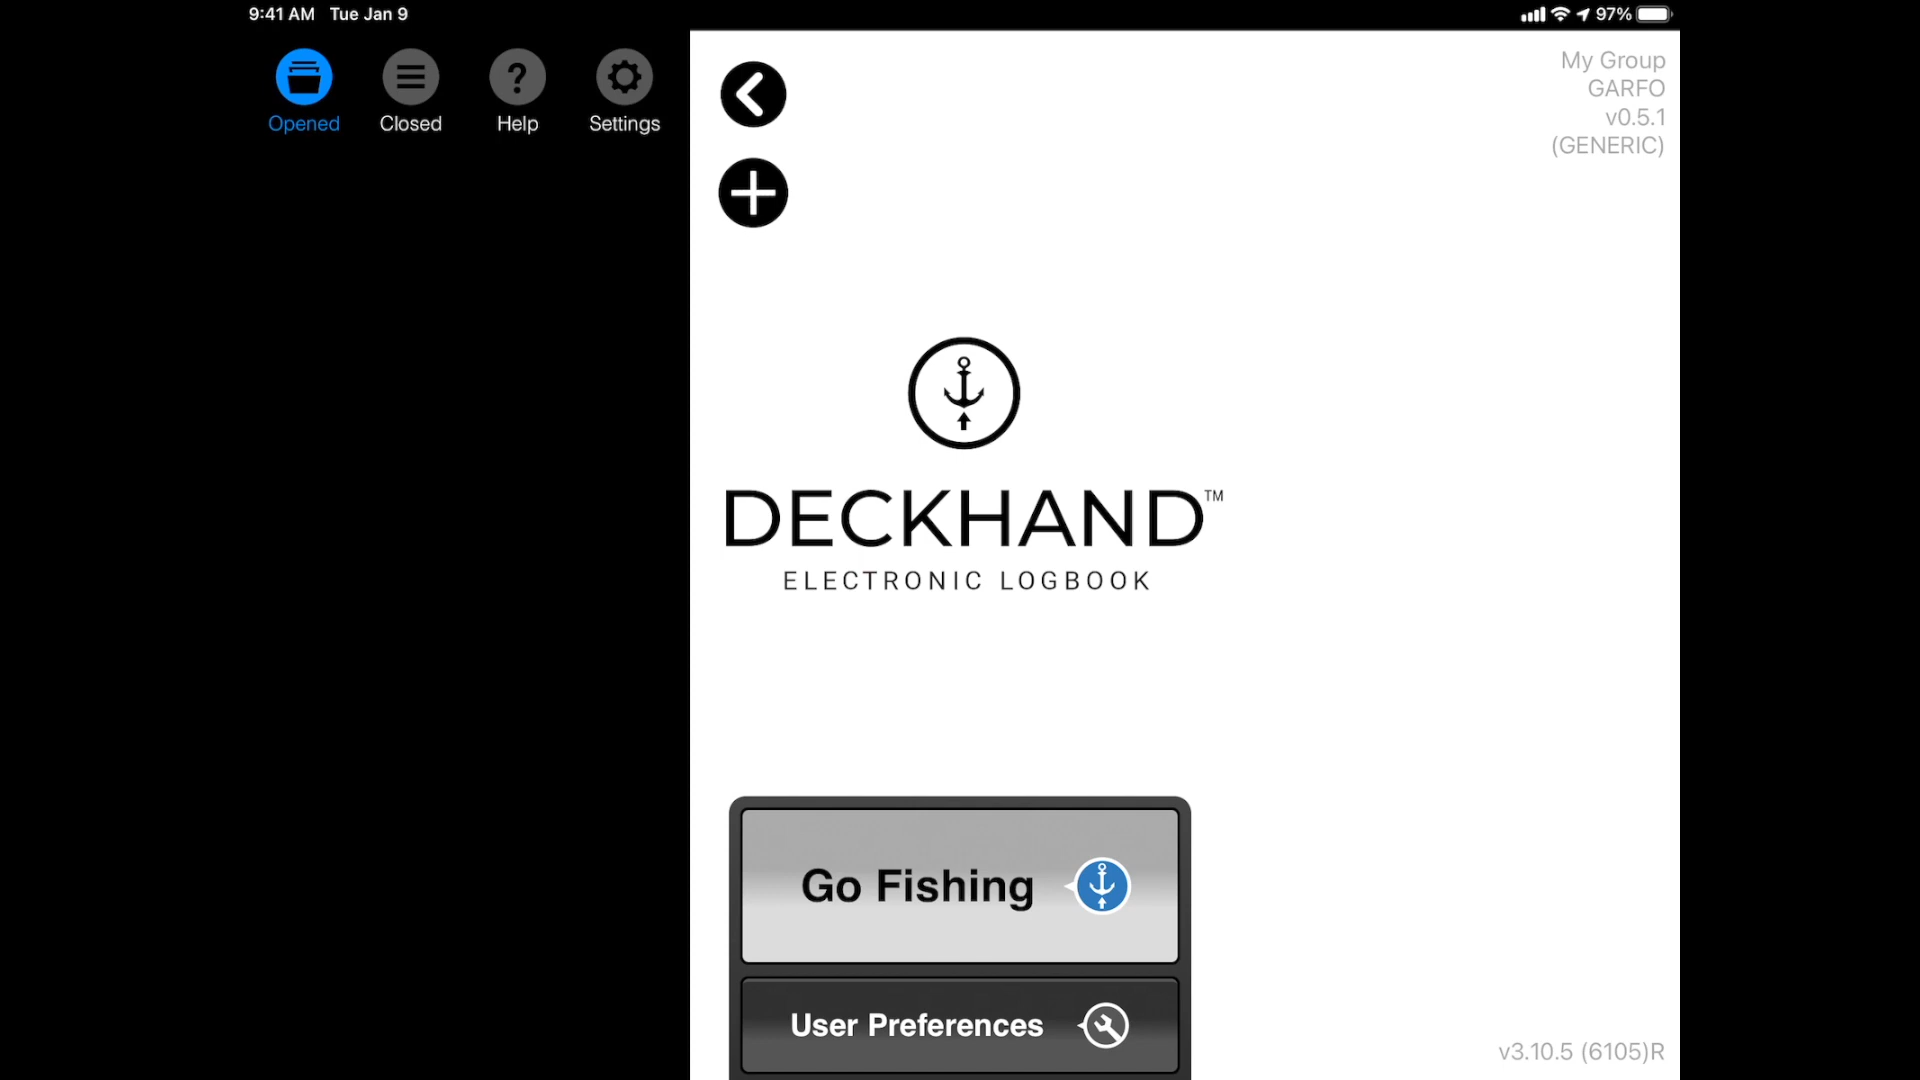 9:41 AM Tue Jan 9
97%
Opened
Closed
Help
Settings
My Group
GARFO
v0.5.1
(GENERIC)
DECKHAND™
ELECTRONIC LOGBOOK
Go Fishing
User Preferences
v3.10.5 (6105)R